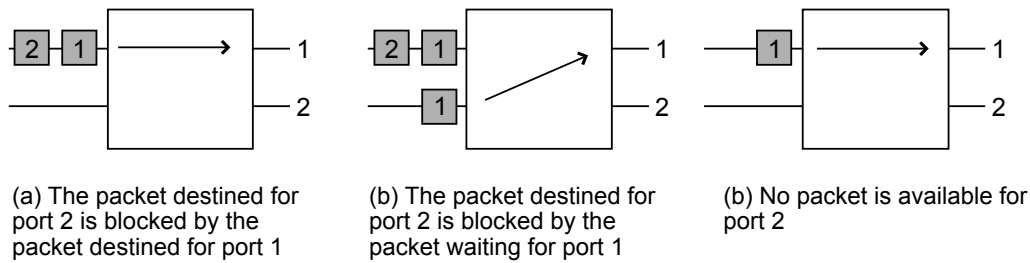 2 1 1
2
2 1 1
1 2
1 1
2
(a) The packet destined for
port 2 is blocked by the
packet destined for port 1
(b) The packet destined for
port 2 is blocked by the
packet waiting for port 1
(b) No packet is available for
port 2